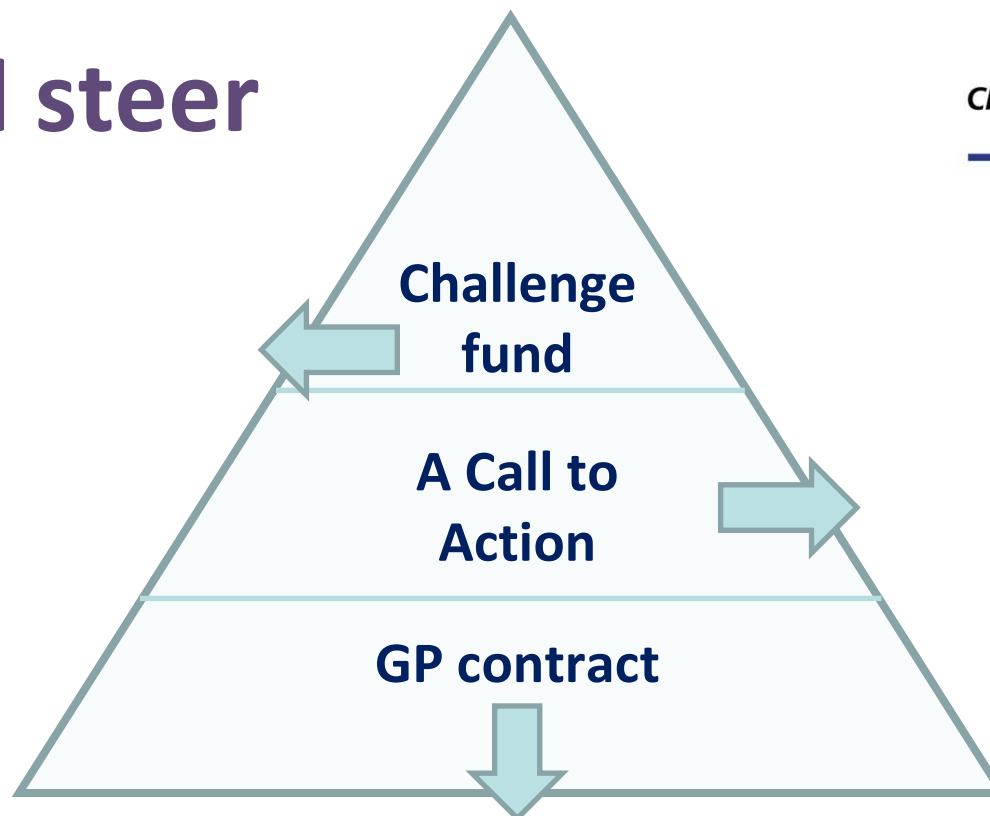 steer
Challenge
fund
A Call to
Action
GP contract